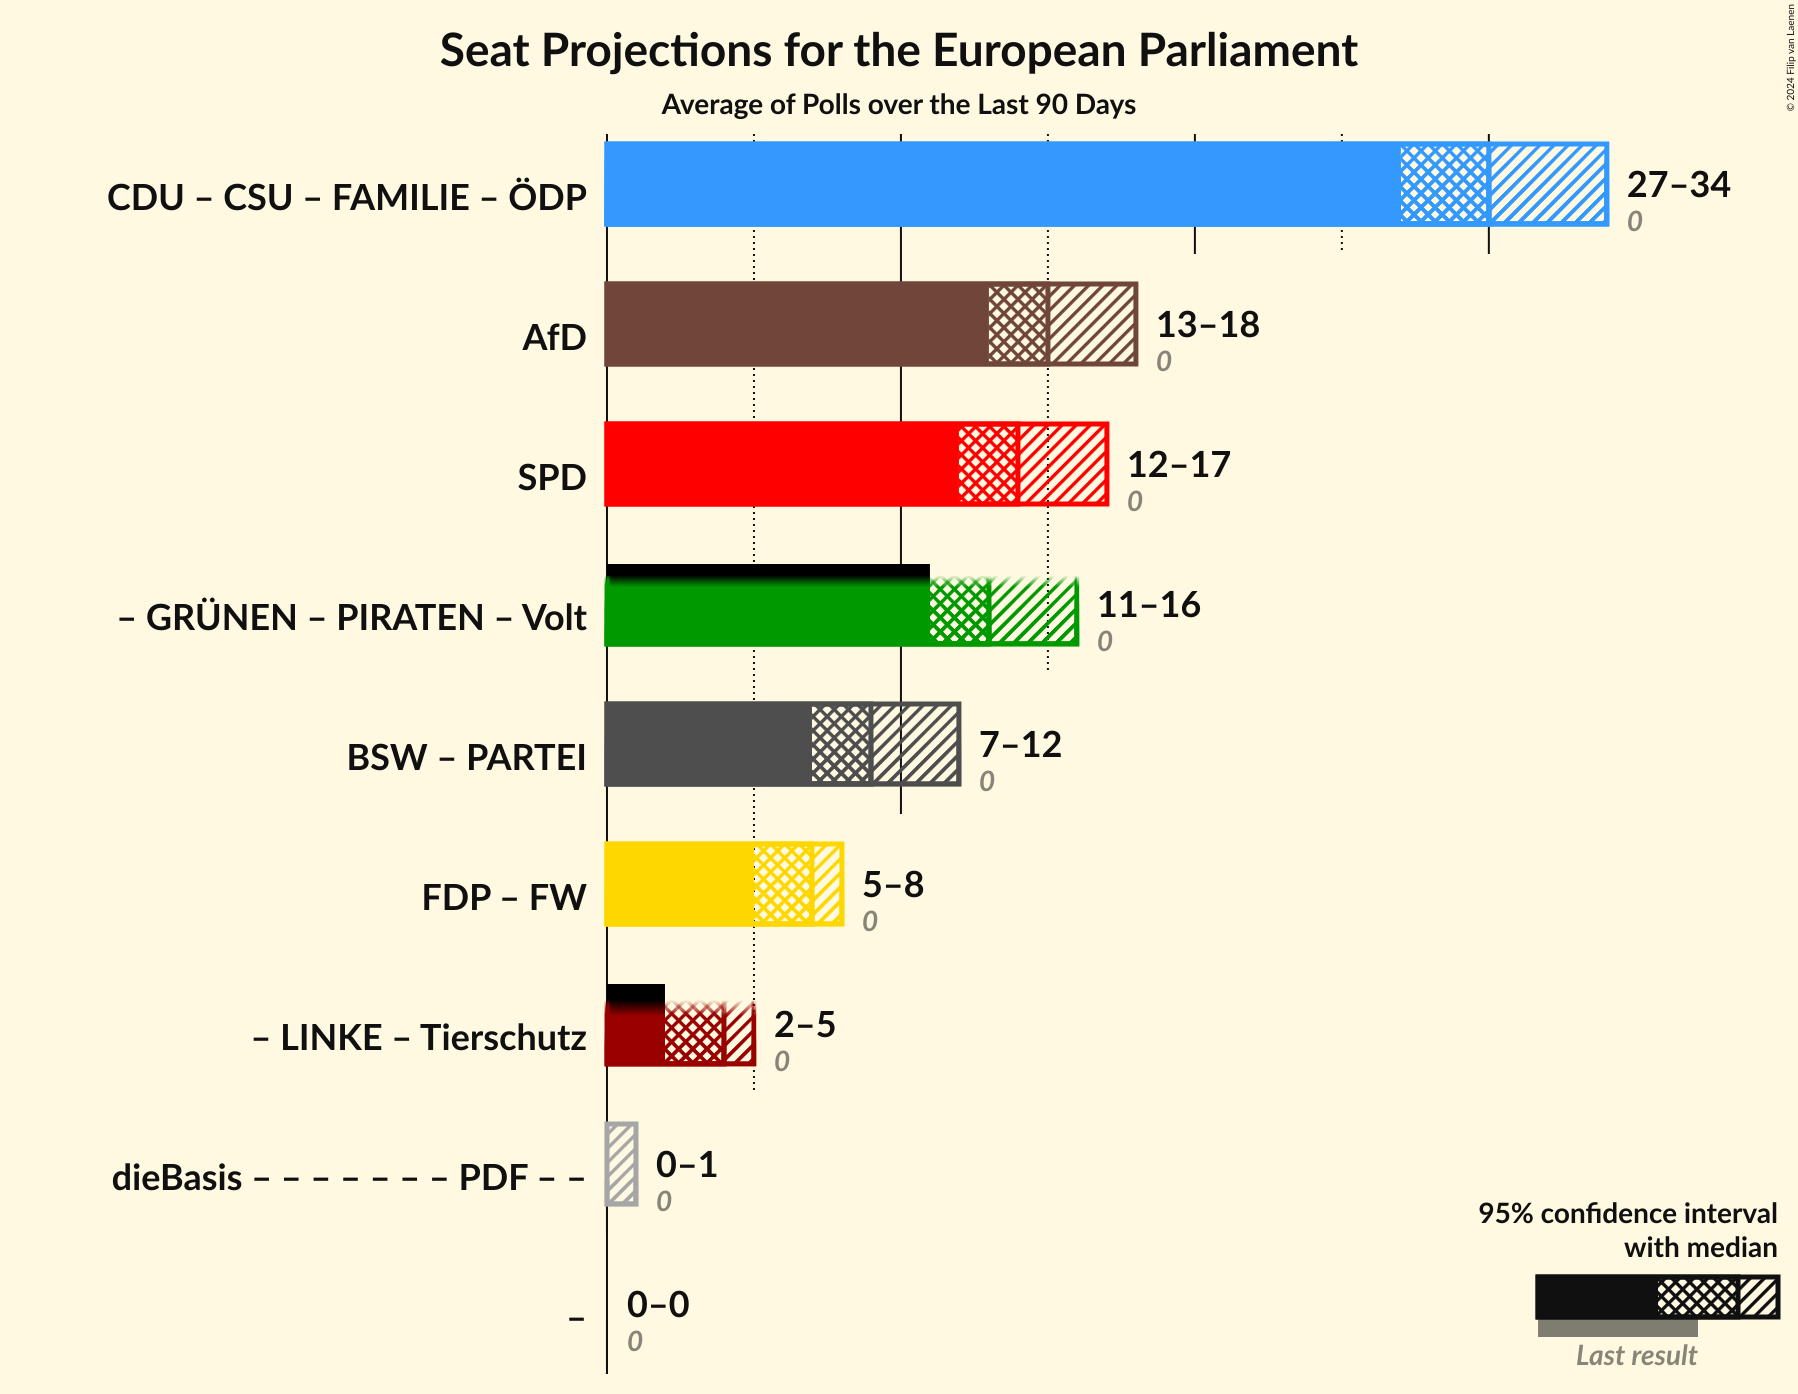 Seat Projections for the European Parliament
Average of Polls over the Last 90 Days
© 2024 Filip van Laenen
CDU – CSU – FAMILIE – ÖDP
27–34
0
AfD
13–18
0
SPD
12–17
0
– GRÜNEN – PIRATEN – Volt
11–16
0
BSW – PARTEI
7–12
0
FDP – FW
5–8
0
– LINKE – Tierschutz
2–5
0
dieBasis – – – – – – – PDF – –
0–1
0
–
0–0
0
95% confidence interval
with median
Last result